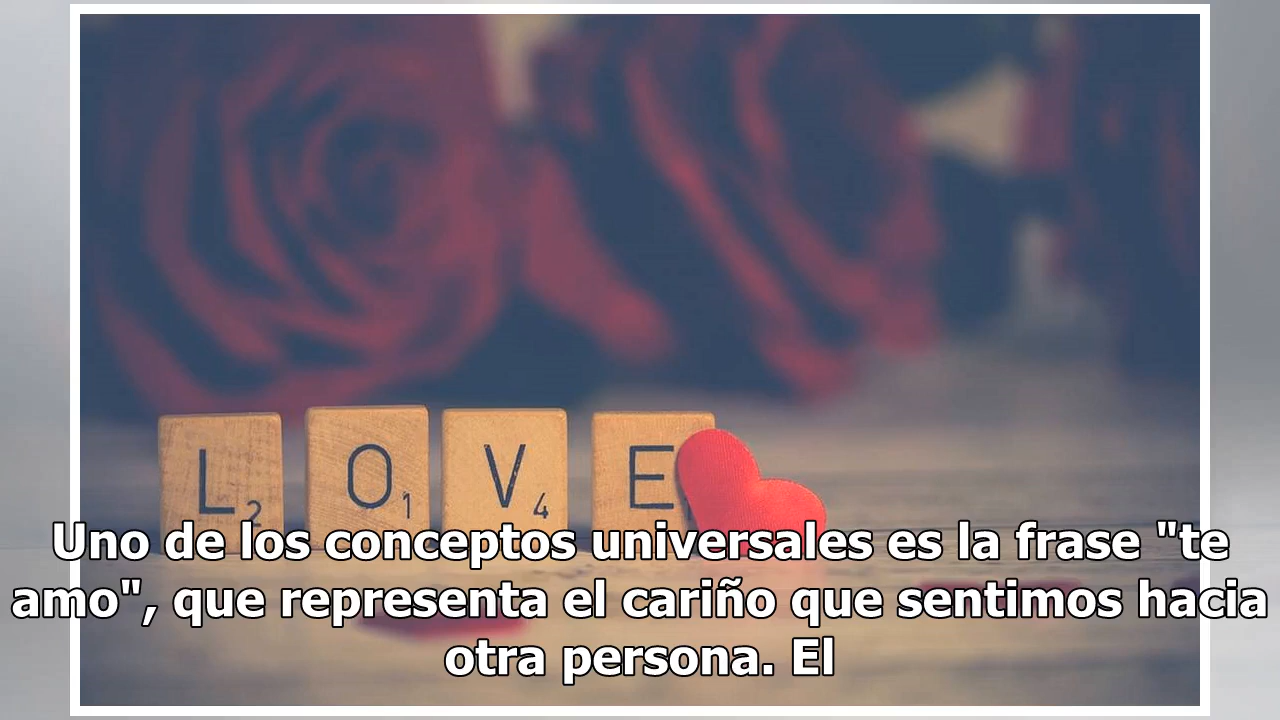 L2 O1 V4 E
Uno de los conceptos universales es la frase "te
amo", que representa el cariño que sentimos hacia
otra persona. El